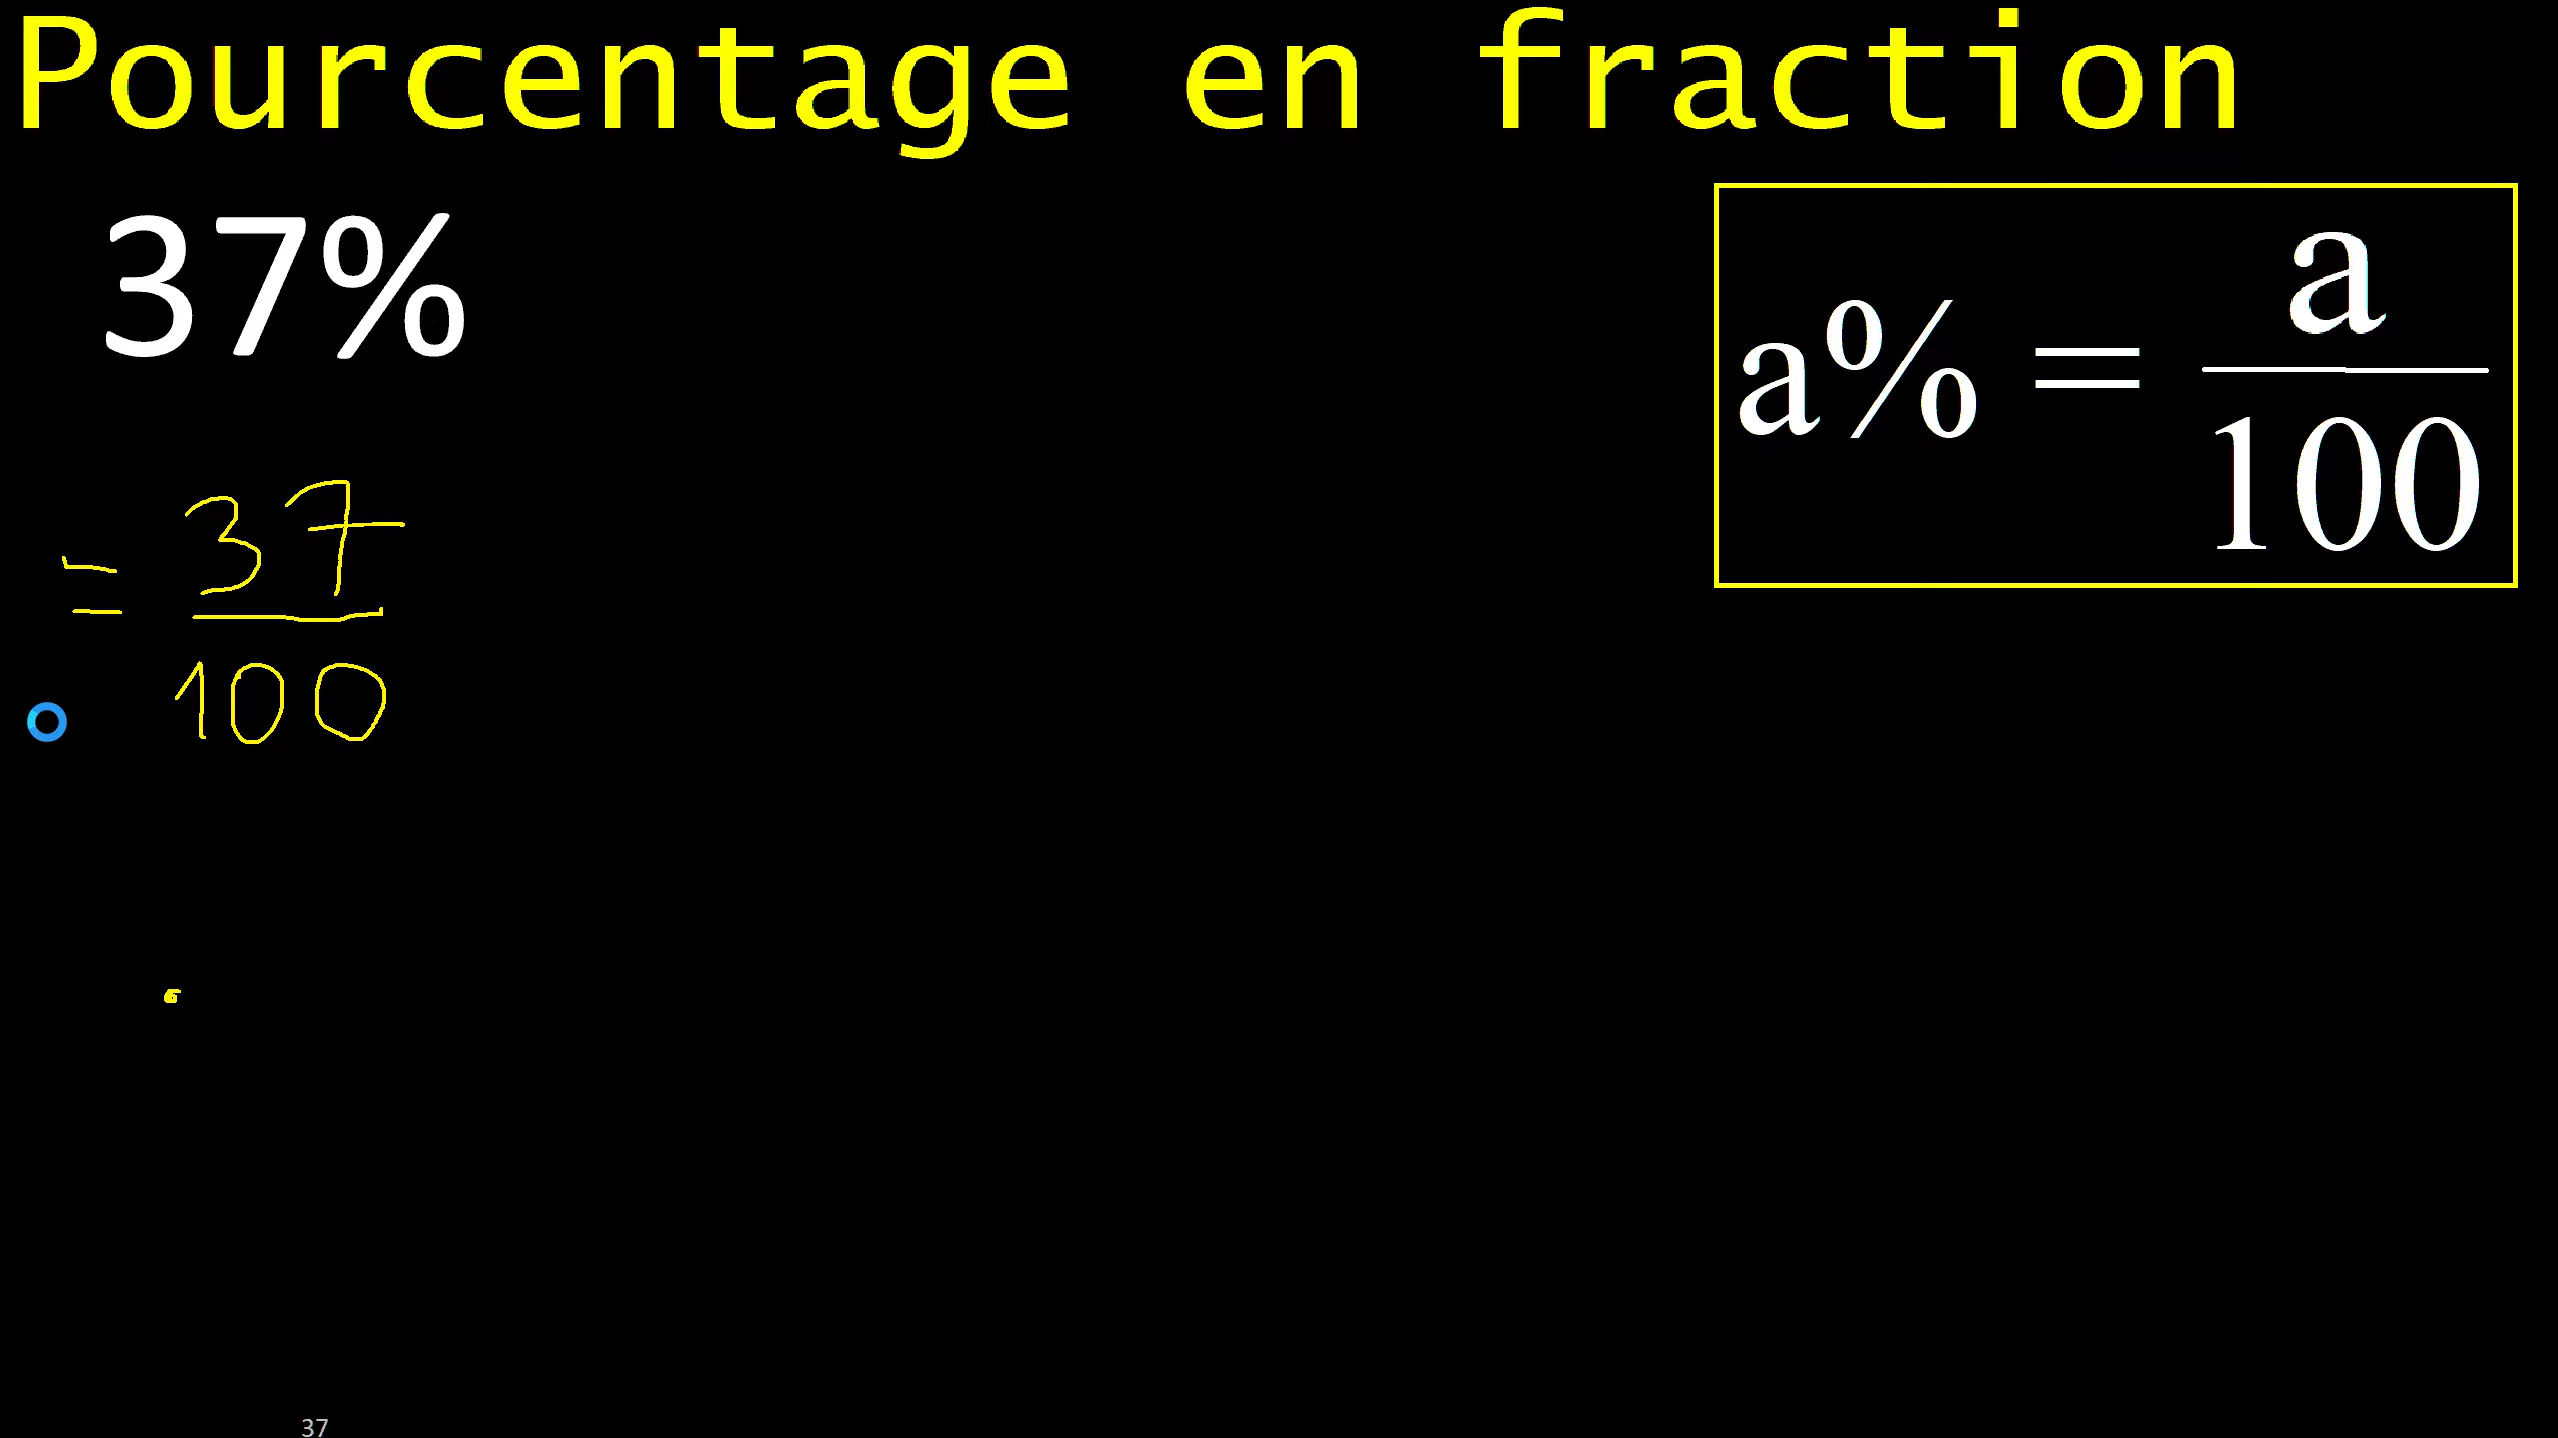 Pourcentage en fraction
37%
a% = a/100
= 37/100
37